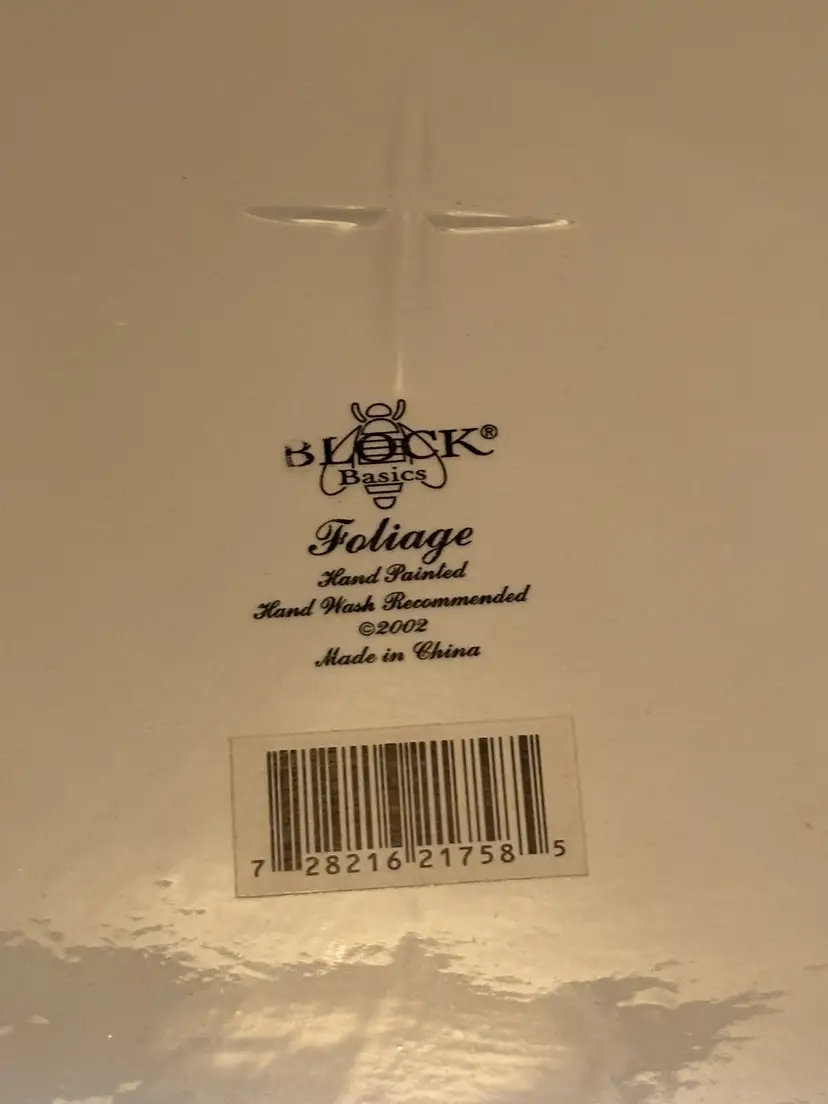 BLOCK®
Basics
Foliage
Hand Painted
Hand Wash Recommended
©2002
Made in China
7 28216 21758 5